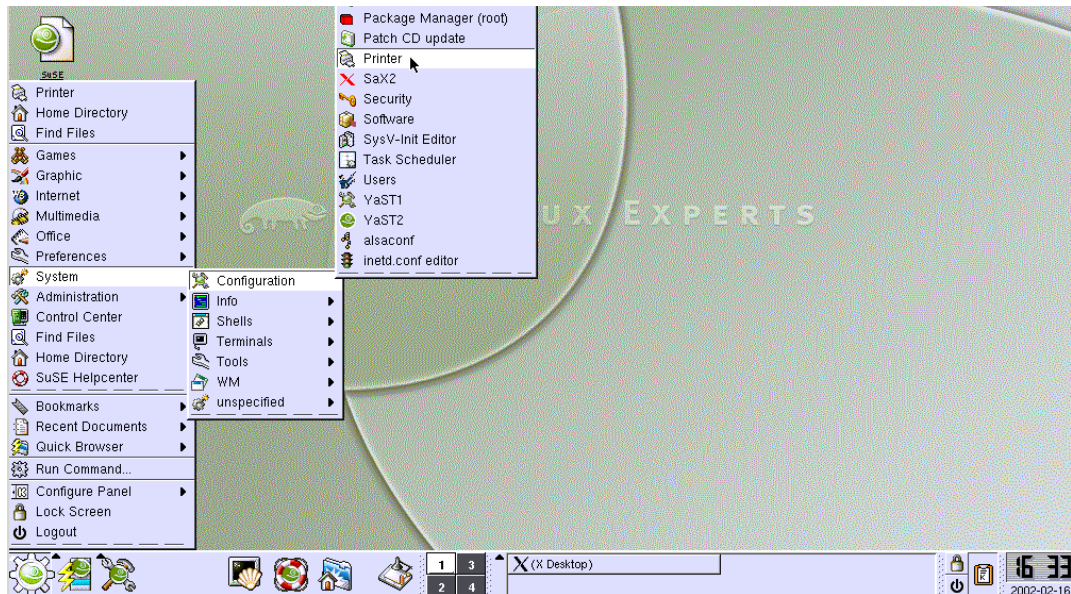 SuSE
Printer
Home Directory
Find Files
Games
Graphic
Internet
Multimedia
Office
Preferences
System
Administration
Control Center
Find Files
Home Directory
SuSE Helpcenter
Bookmarks
Recent Documents
Quick Browser
Run Command...
Configure Panel
Lock Screen
Logout
Configuration
Info
Shells
Terminals
Tools
WM
unspecified
Package Manager (root)
Patch CD update
Printer
SaX2
Security
Software
SysV-Init Editor
Task Scheduler
Users
YaST1
YaST2
alsaconf
inetd.conf editor
UX EXPERTS
1 3
2 4
X (X Desktop)
16 33
2002-02-16